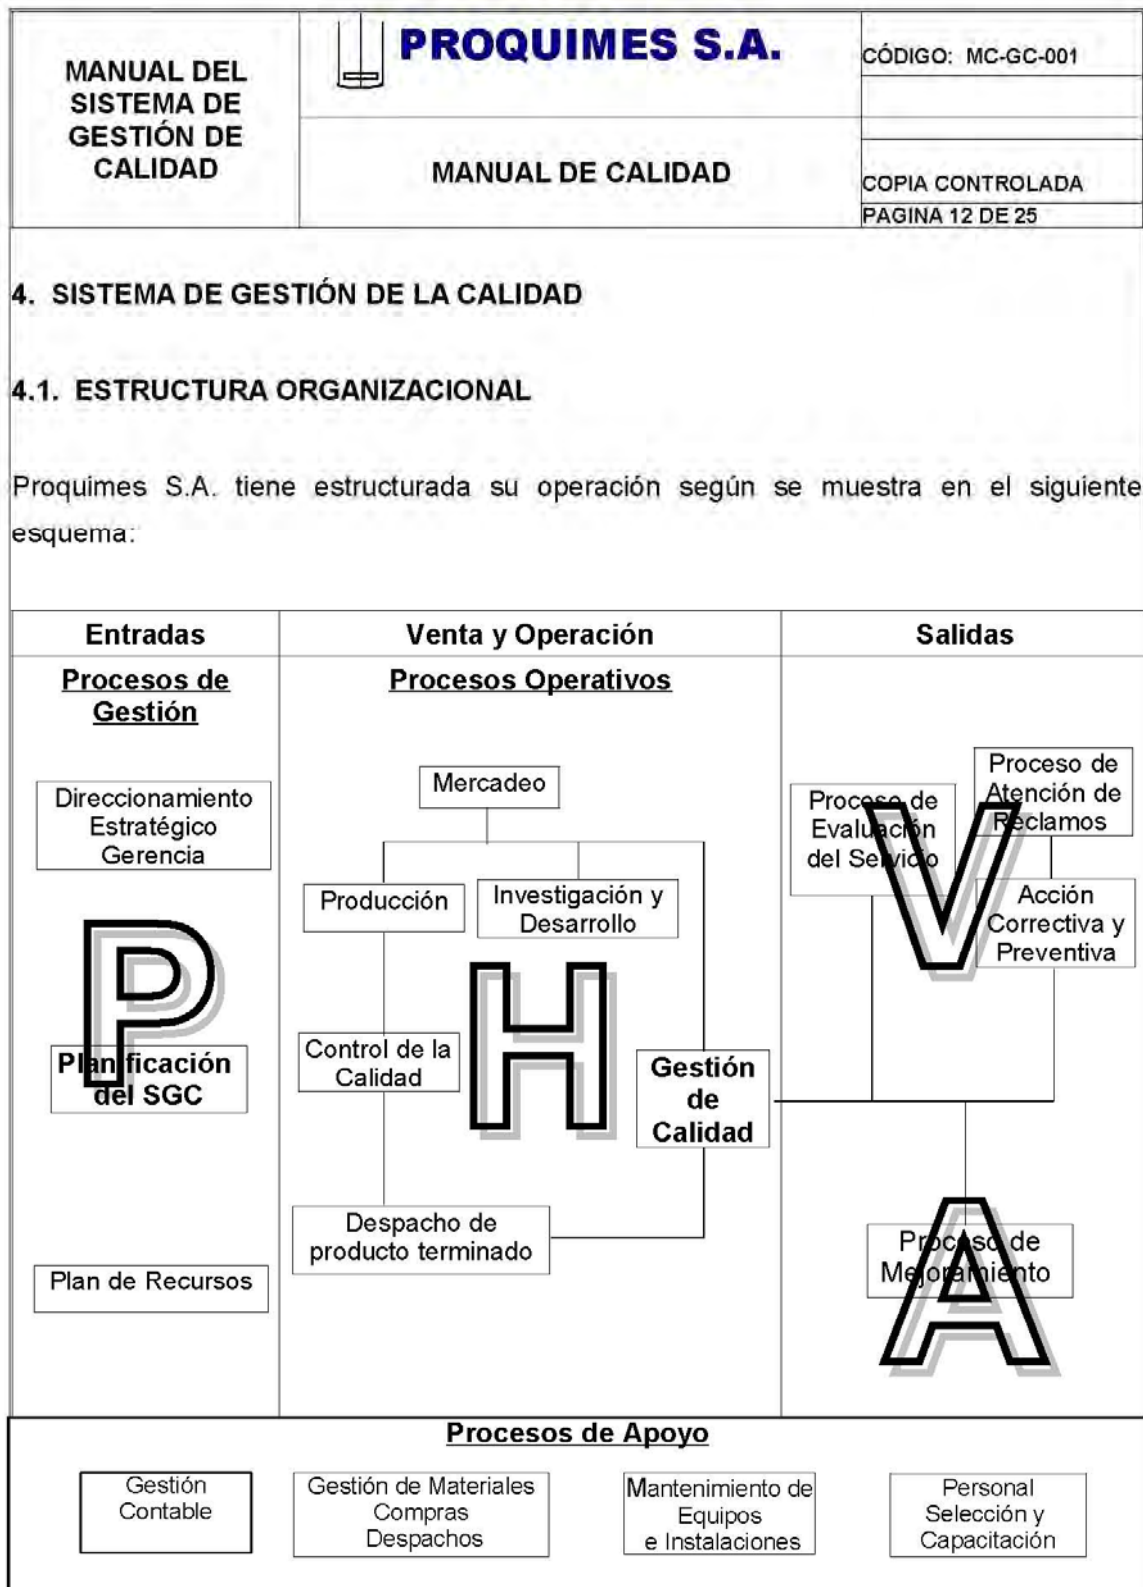 MANUAL DEL
SISTEMA DE
GESTIÓN DE
CALIDAD
PROQUIMES S.A.
MANUAL DE CALIDAD
CÓDIGO: MC-GC-001
COPIA CONTROLADA
PAGINA 12 DE 25
4. SISTEMA DE GESTIÓN DE LA CALIDAD
4.1. ESTRUCTURA ORGANIZACIONAL
Proquimes S.A. tiene estructurada su operación según se muestra en el siguiente
esquema:
Entradas
Venta y Operación
Salidas
Procesos de
Gestión
Direccionamiento
Estratégico
Gerencia
P
Planificación
del SGC
Plan de Recursos
Procesos Operativos
Mercadeo
Producción
Investigación y
Desarrollo
H
Control de la
Calidad
Gestión
de
Calidad
Despacho de
producto terminado
Proceso de
Evaluación
del Servicio
V
Proceso de
Atención de
Reclamos
Acción
Correctiva y
Preventiva
Proceso de
Mejoramiento
A
Procesos de Apoyo
Gestión
Contable
Gestión de Materiales
Compras
Despachos
Mantenimiento de
Equipos
e Instalaciones
Personal
Selección y
Capacitación